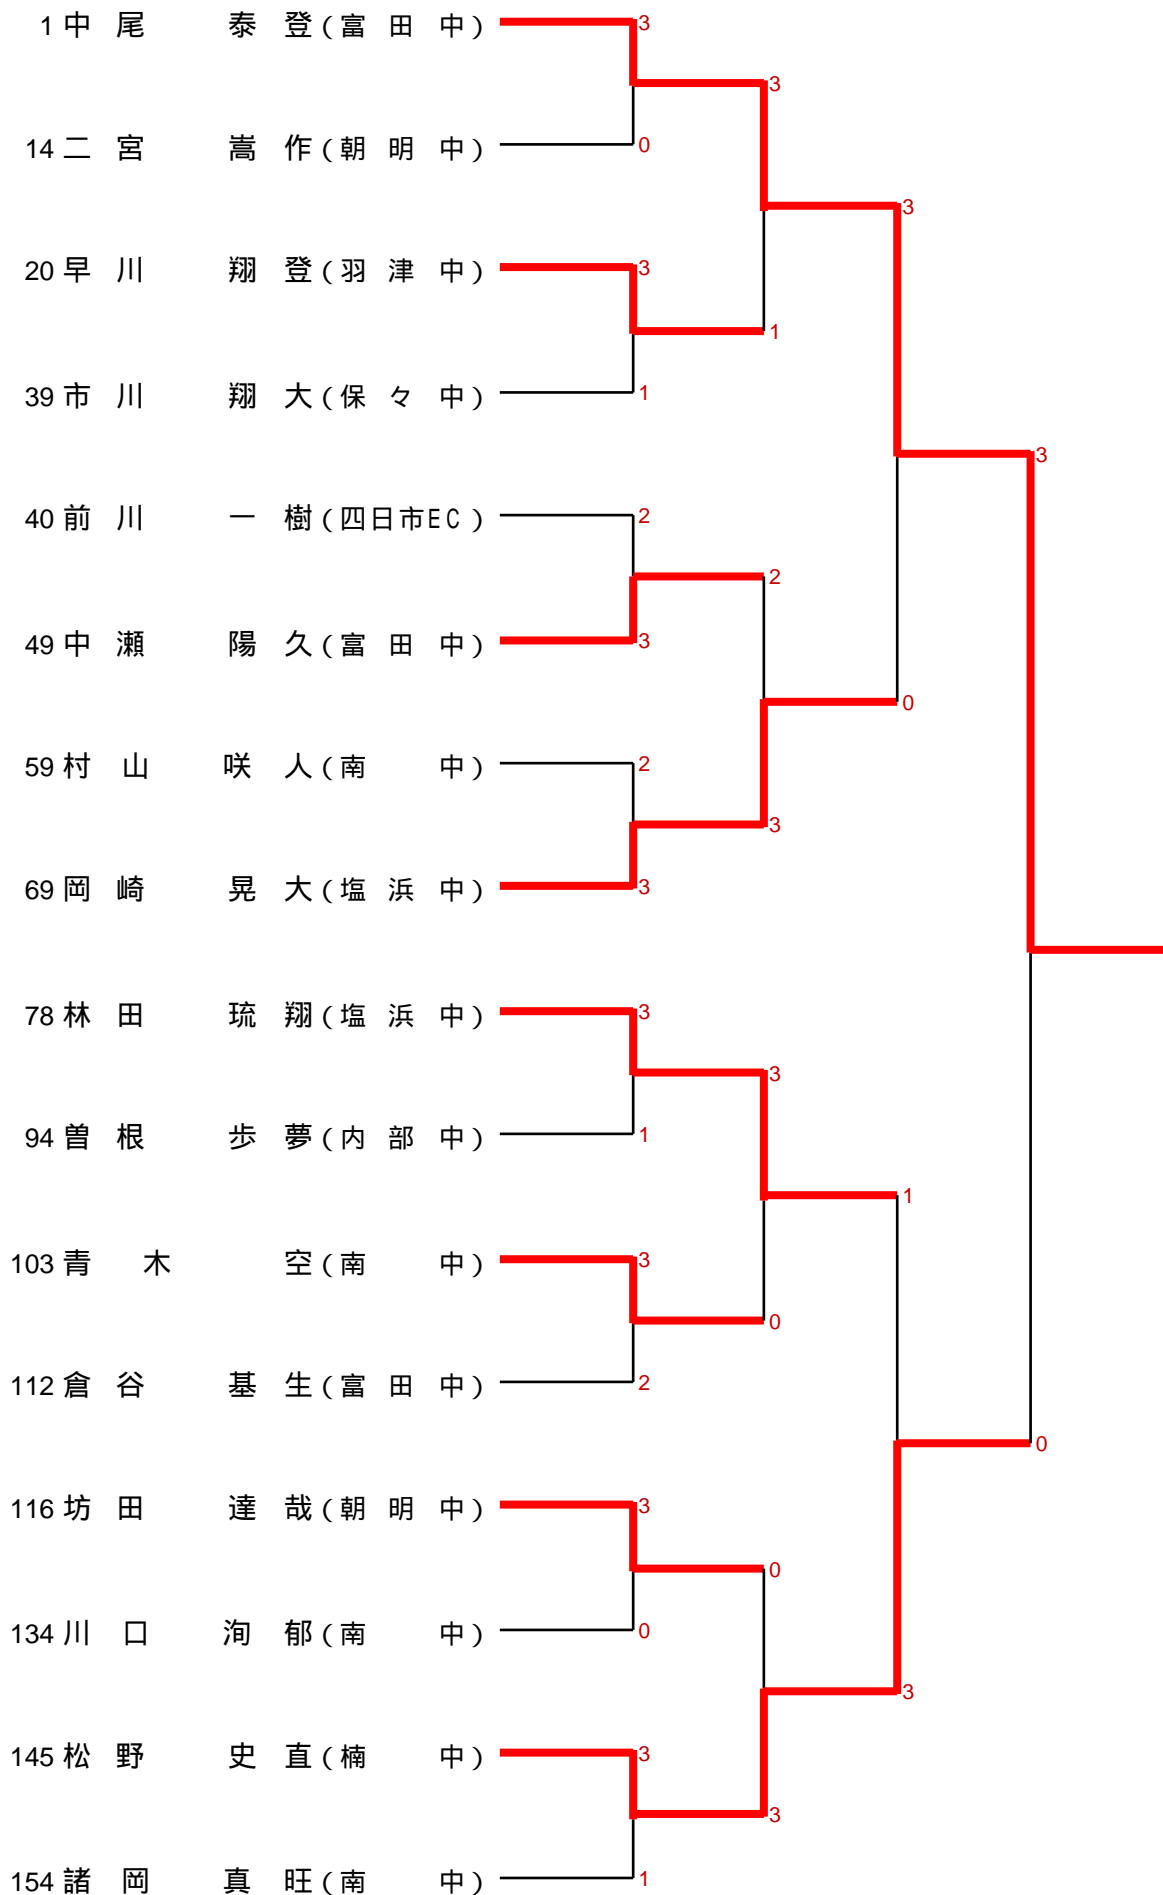 1 中尾 泰登 (富田中) 3
3
14 二宮 嵩作 (朝明中) 0
3
20 早川 翔登 (羽津中) 3
1
39 市川 翔大 (保々中) 1
3
40 前川 一樹 (四日市EC) 2
2
49 中瀬 陽久 (富田中) 3
0
59 村山 咲人 (南中) 2
3
69 岡崎 晃大 (塩浜中) 3
78 林田 琉翔 (塩浜中) 3
3
94 曽根 歩夢 (内部中) 1
1
103 青木 空 (南中) 3
0
112 倉谷 基生 (富田中) 2
0
116 坊田 達哉 (朝明中) 3
0
134 川口 洵郁 (南中) 0
3
145 松野 史直 (楠中) 3
3
154 諸岡 真旺 (南中) 1